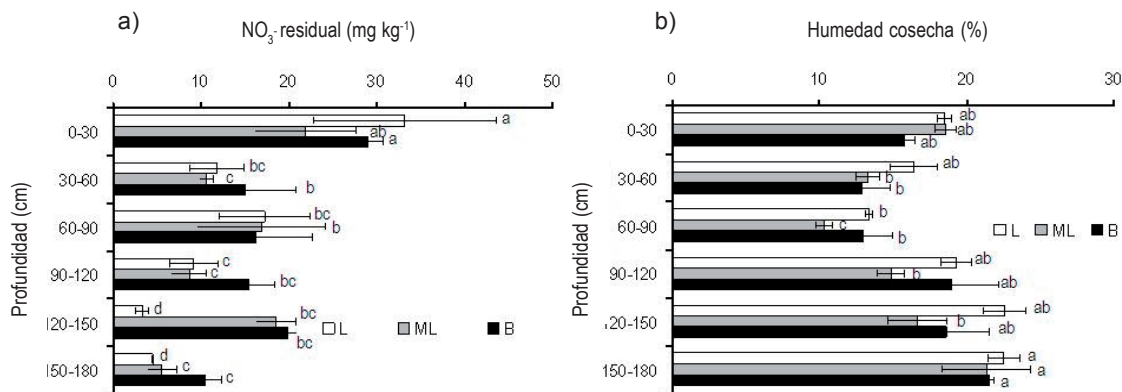 a)
NO₃- residual (mg kg⁻¹)
0 10 20 30 40 50
Profundidad (cm)
0-30
a
ab
a
30-60
bc
c
b
60-90
bc
b
90-120
c
c
bc
120-150
d
bc
bc
L ML B
150-180
d
c
c
b)
Humedad cosecha (%)
0 10 20 30
Profundidad (cm)
0-30
ab
ab
ab
30-60
ab
b
b
60-90
b
c
b
L ML B
90-120
ab
b
ab
120-150
ab
b
ab
150-180
a
a
a